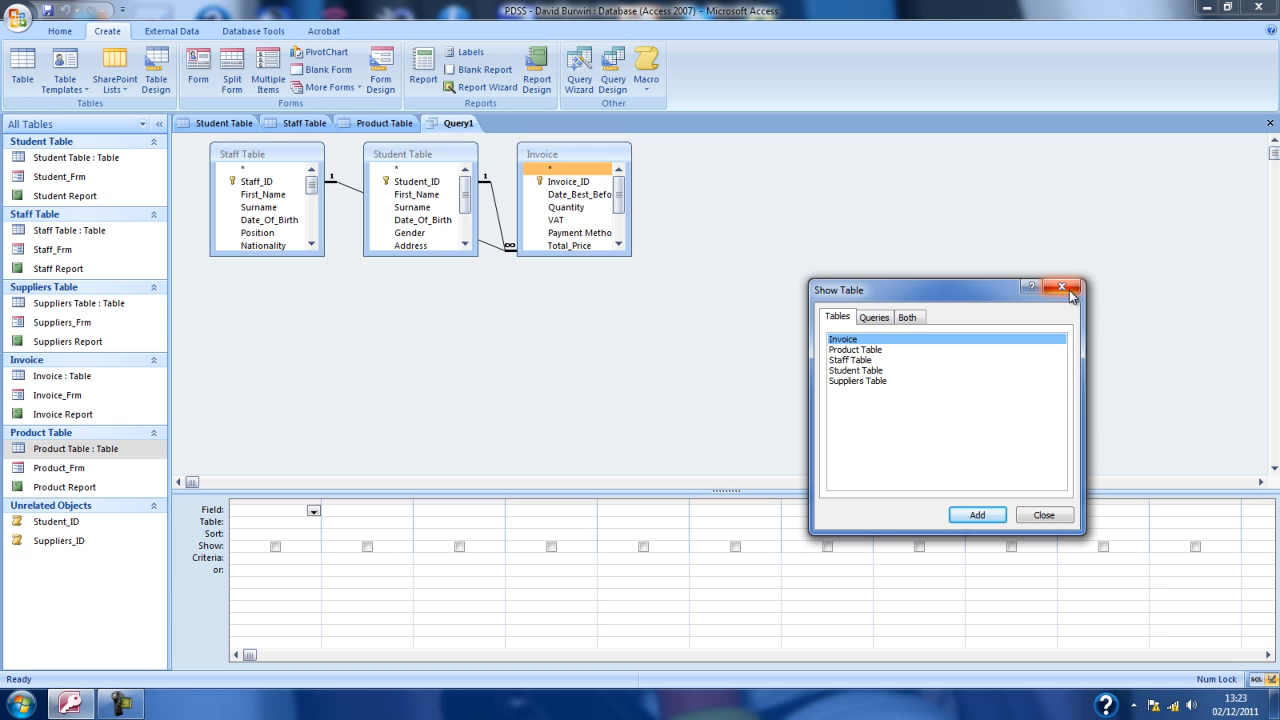 PDSS - David Burwin : Database (Access 2007) - Microsoft Access
Home Create External Data Database Tools Acrobat
Table
Table Templates
SharePoint Lists
Table Design
Tables
Form
Split Form
Multiple Items
PivotChart
Blank Form
More Forms
Form Design
Forms
Report
Labels
Blank Report
Report Wizard
Report Design
Reports
Query Wizard
Query Design
Macro
Other
All Tables
Student Table
Student Table : Table
Student_Frm
Student Report
Staff Table
Staff Table : Table
Staff_Frm
Staff Report
Suppliers Table
Suppliers Table : Table
Suppliers_Frm
Suppliers Report
Invoice
Invoice : Table
Invoice_Frm
Invoice Report
Product Table
Product Table : Table
Product_Frm
Product Report
Unrelated Objects
Student_ID
Suppliers_ID
Student Table Staff Table Product Table Query1
Staff Table
*
Staff_ID
First_Name
Surname
Date_Of_Birth
Position
Nationality
1
Student Table
*
Student_ID
First_Name
Surname
Date_Of_Birth
Gender
Address
1
∞
Invoice
*
Invoice_ID
Date_Best_Befo
Quantity
VAT
Payment Metho
Total_Price
Show Table
?
Tables Queries Both
Invoice
Product Table
Staff Table
Student Table
Suppliers Table
Add Close
Field:
Table:
Sort:
Show:
Criteria:
or:
Ready
Num Lock
SQL
13:23
02/12/2011